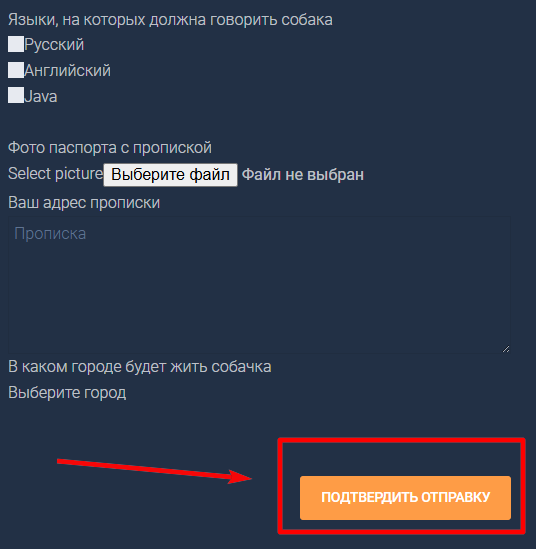 Языки, на которых должна говорить собака
Русский
Английский
Java
Фото паспорта с пропиской
Select picture Выберите файл Файл не выбран
Ваш адрес прописки
Прописка
В каком городе будет жить собачка
Выберите город
ПОДТВЕРДИТЬ ОТПРАВКУ